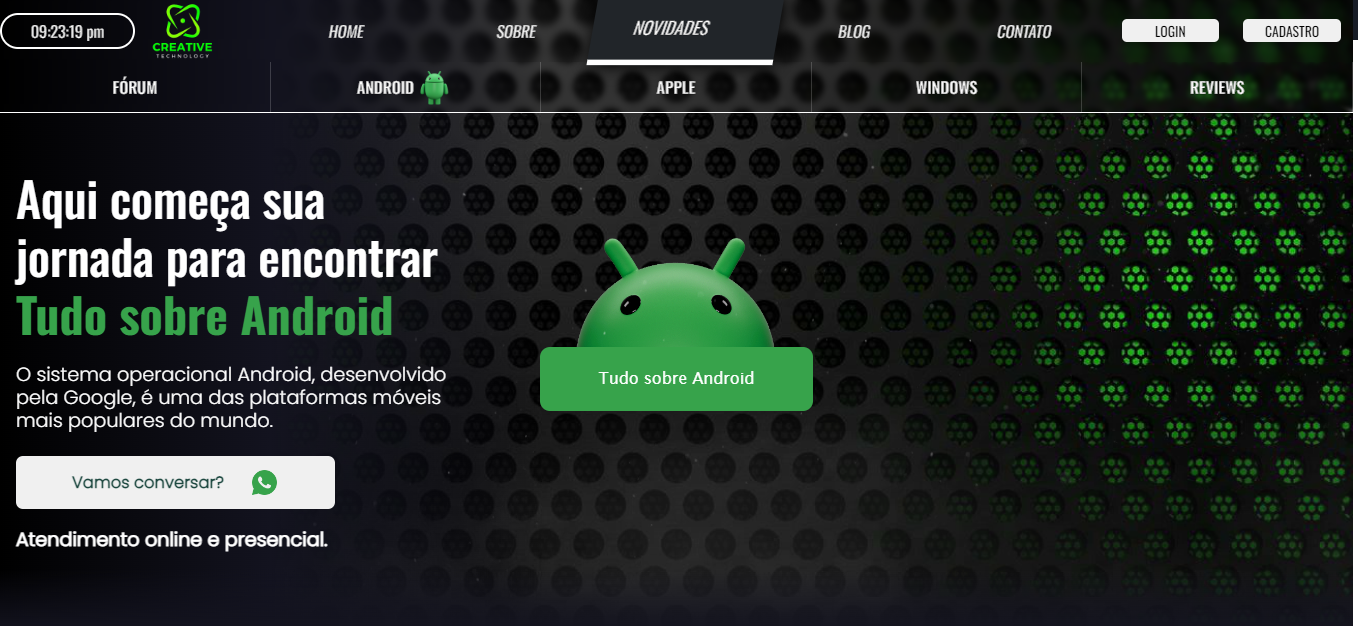 09:23:19 pm
CREATIVE
TECHNOLOGY
HOME
SOBRE
NOVIDADES
BLOG
CONTATO
LOGIN
CADASTRO
FÓRUM
ANDROID
APPLE
WINDOWS
REVIEWS
Aqui começa sua
jornada para encontrar
Tudo sobre Android
O sistema operacional Android, desenvolvido
pela Google, é uma das plataformas móveis
mais populares do mundo.
Vamos conversar?
Atendimento online e presencial.
Tudo sobre Android